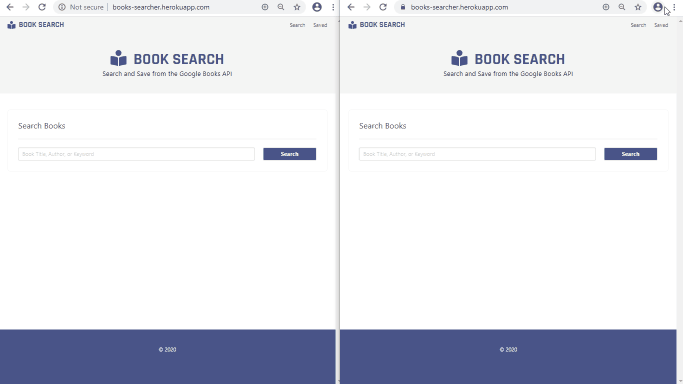 Not secure | books-searcher.herokuapp.com
BOOK SEARCH
Search Saved
BOOK SEARCH
Search and Save from the Google Books API
Search Books
Book Title, Author, or Keyword
Search
© 2020
books-searcher.herokuapp.com
BOOK SEARCH
Search Saved
BOOK SEARCH
Search and Save from the Google Books API
Search Books
Book Title, Author, or Keyword
Search
© 2020